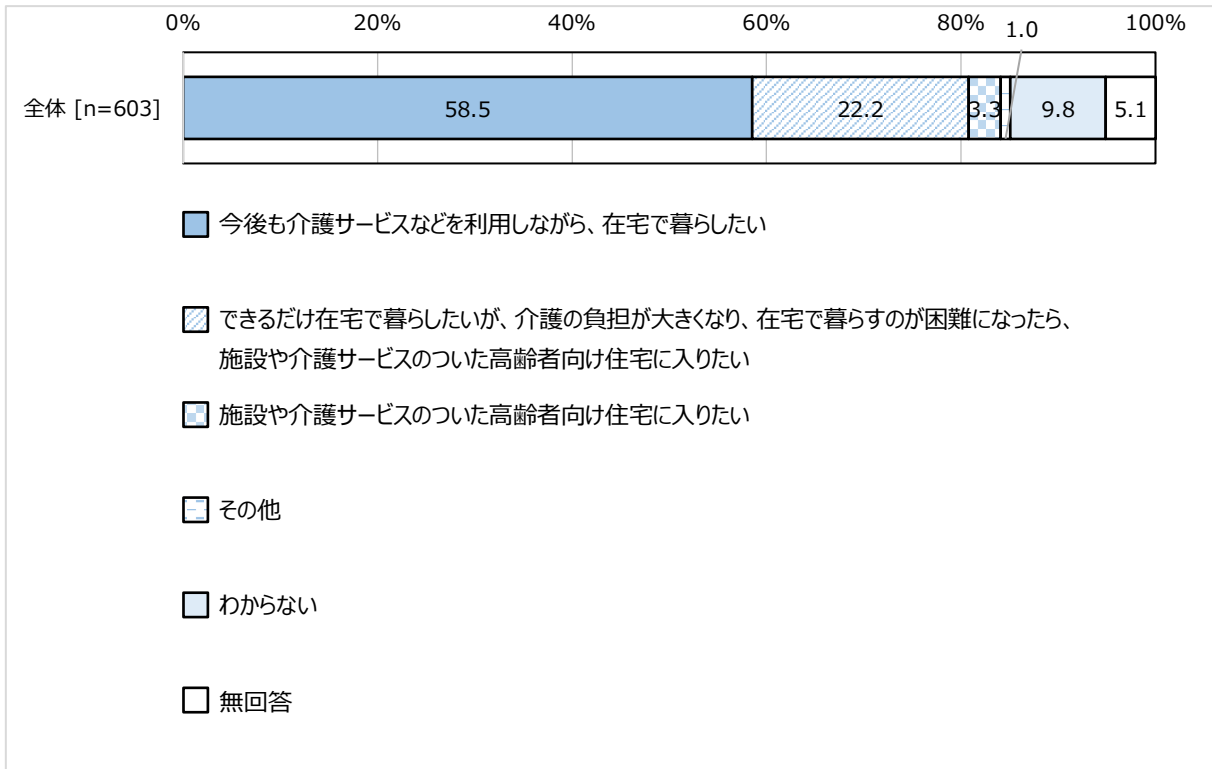 0% 20% 40% 60% 80% 100%
1.0
全体 [n=603] 58.5 22.2 3.3 9.8 5.1
今後も介護サービスなどを利用しながら、在宅で暮らしたい
できるだけ在宅で暮らしたいが、介護の負担が大きくなり、在宅で暮らすのが困難になったら、
施設や介護サービスのついた高齢者向け住宅に入りたい
施設や介護サービスのついた高齢者向け住宅に入りたい
その他
わからない
無回答